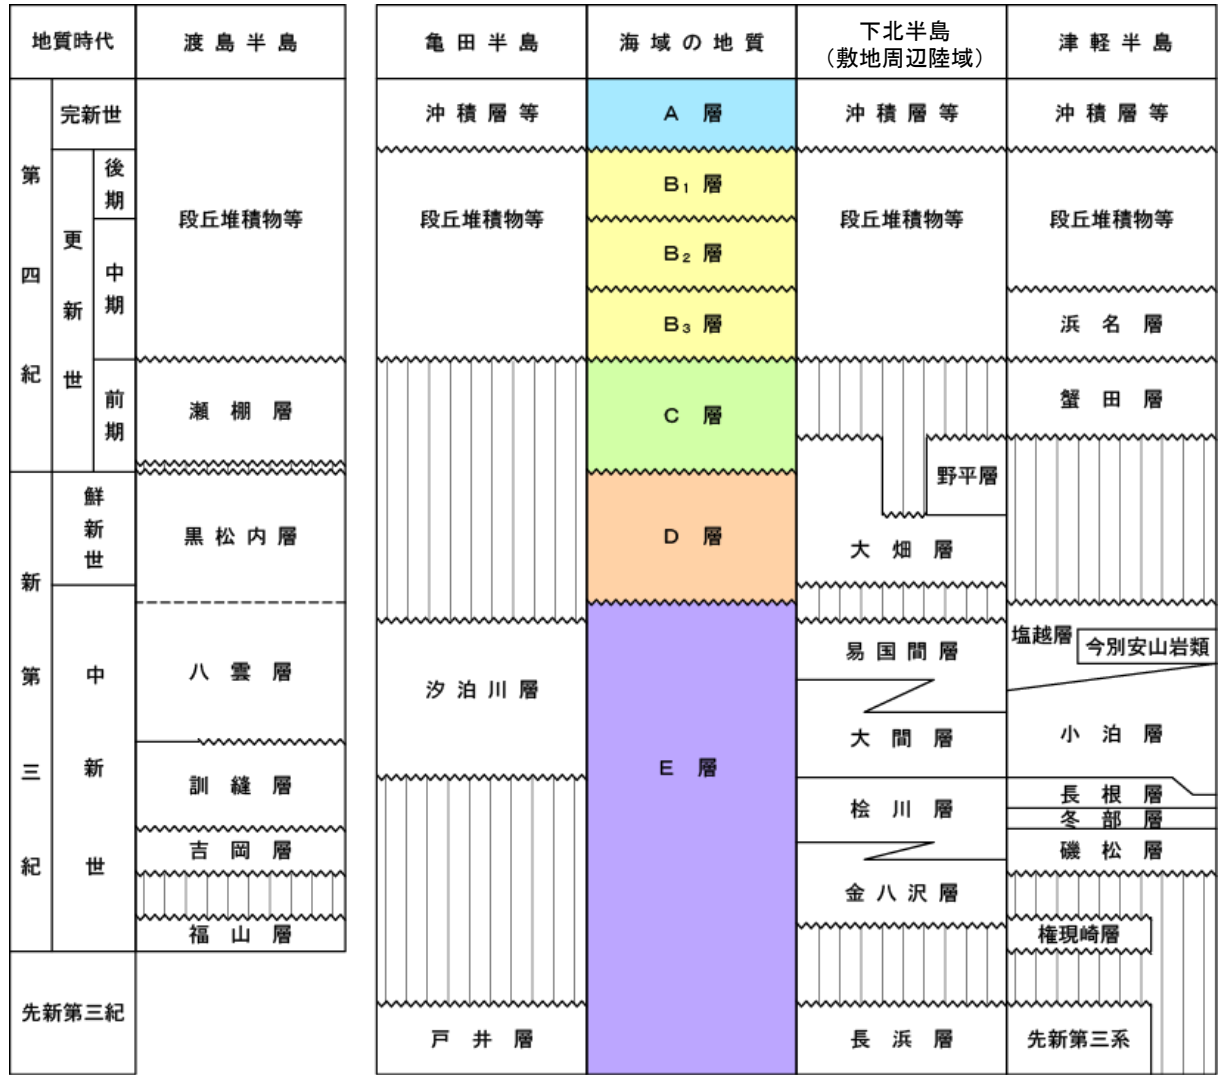 地質時代
渡島半島
亀田半島
海域の地質
下北半島
（敷地周辺陸域）
津軽半島
第四紀
完新世
更新世
後期
中期
前期
新第三紀
鮮新世
中新世
先新第三紀
段丘堆積物等
瀬棚層
黒松内層
八雲層
訓縫層
吉岡層
福山層
沖積層等
段丘堆積物等
汐泊川層
戸井層
A層
B₁層
B₂層
B₃層
C層
D層
E層
沖積層等
段丘堆積物等
野平層
大畑層
易国間層
大間層
桧川層
金八沢層
長浜層
沖積層等
段丘堆積物等
浜名層
蟹田層
塩越層
今別安山岩類
小泊層
長根層
冬部層
磯松層
権現崎層
先新第三系